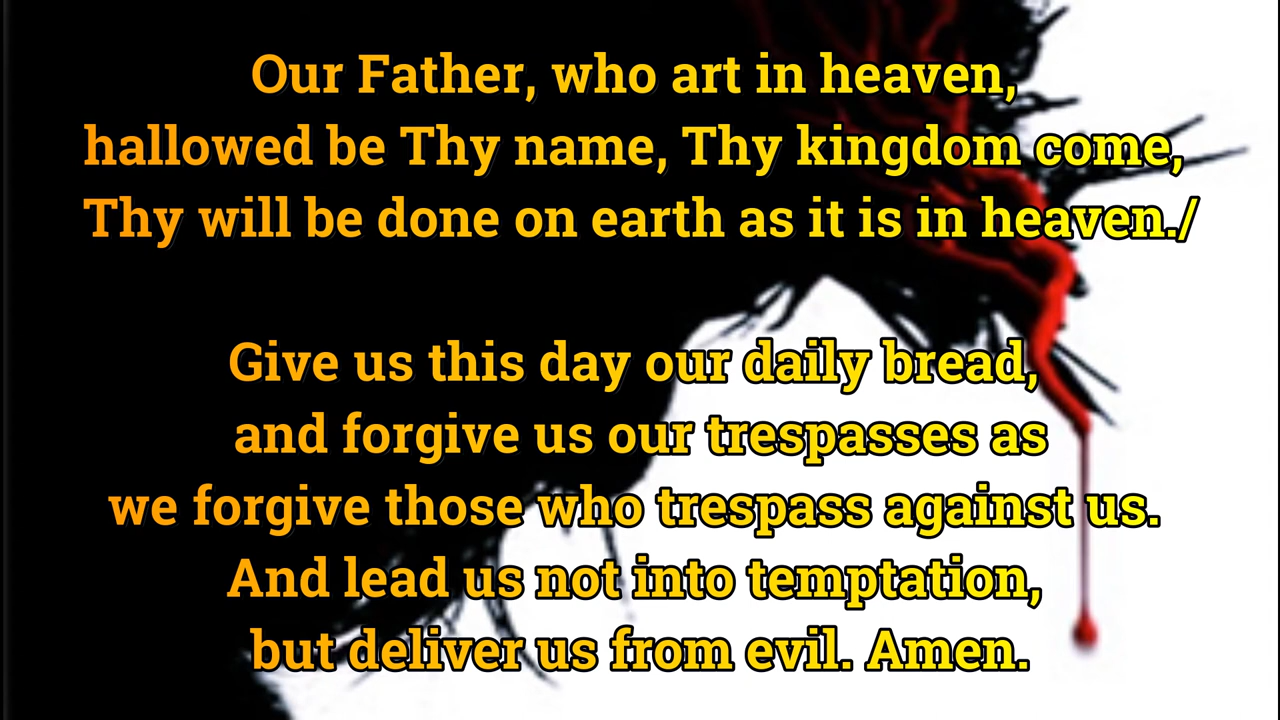 Our Father, who art in heaven,
hallowed be Thy name, Thy kingdom come,
Thy will be done on earth as it is in heaven./
Give us this day our daily bread,
and forgive us our trespasses as
we forgive those who trespass against us.
And lead us not into temptation,
but deliver us from evil. Amen.